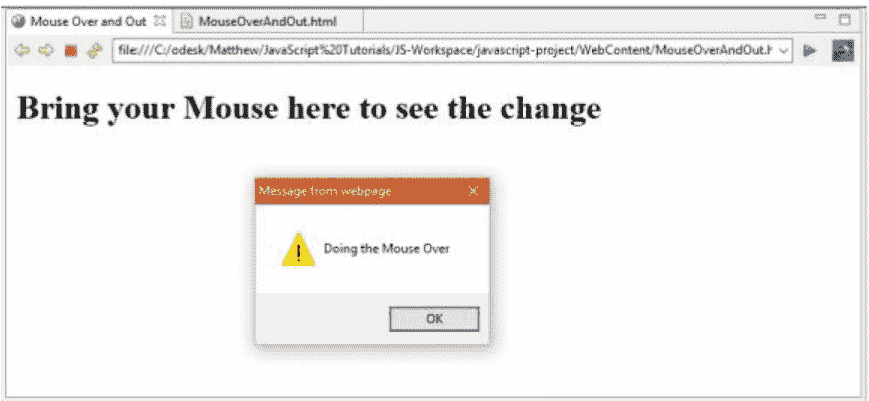 Mouse Over and Out
MouseOverAndOut.html
file:///C:/odesk/Matthew/JavaScript%20Tutorials/JS-Workspace/javascript-project/WebContent/MouseOverAndOut.h
Bring your Mouse here to see the change
Message from webpage
Doing the Mouse Over
OK